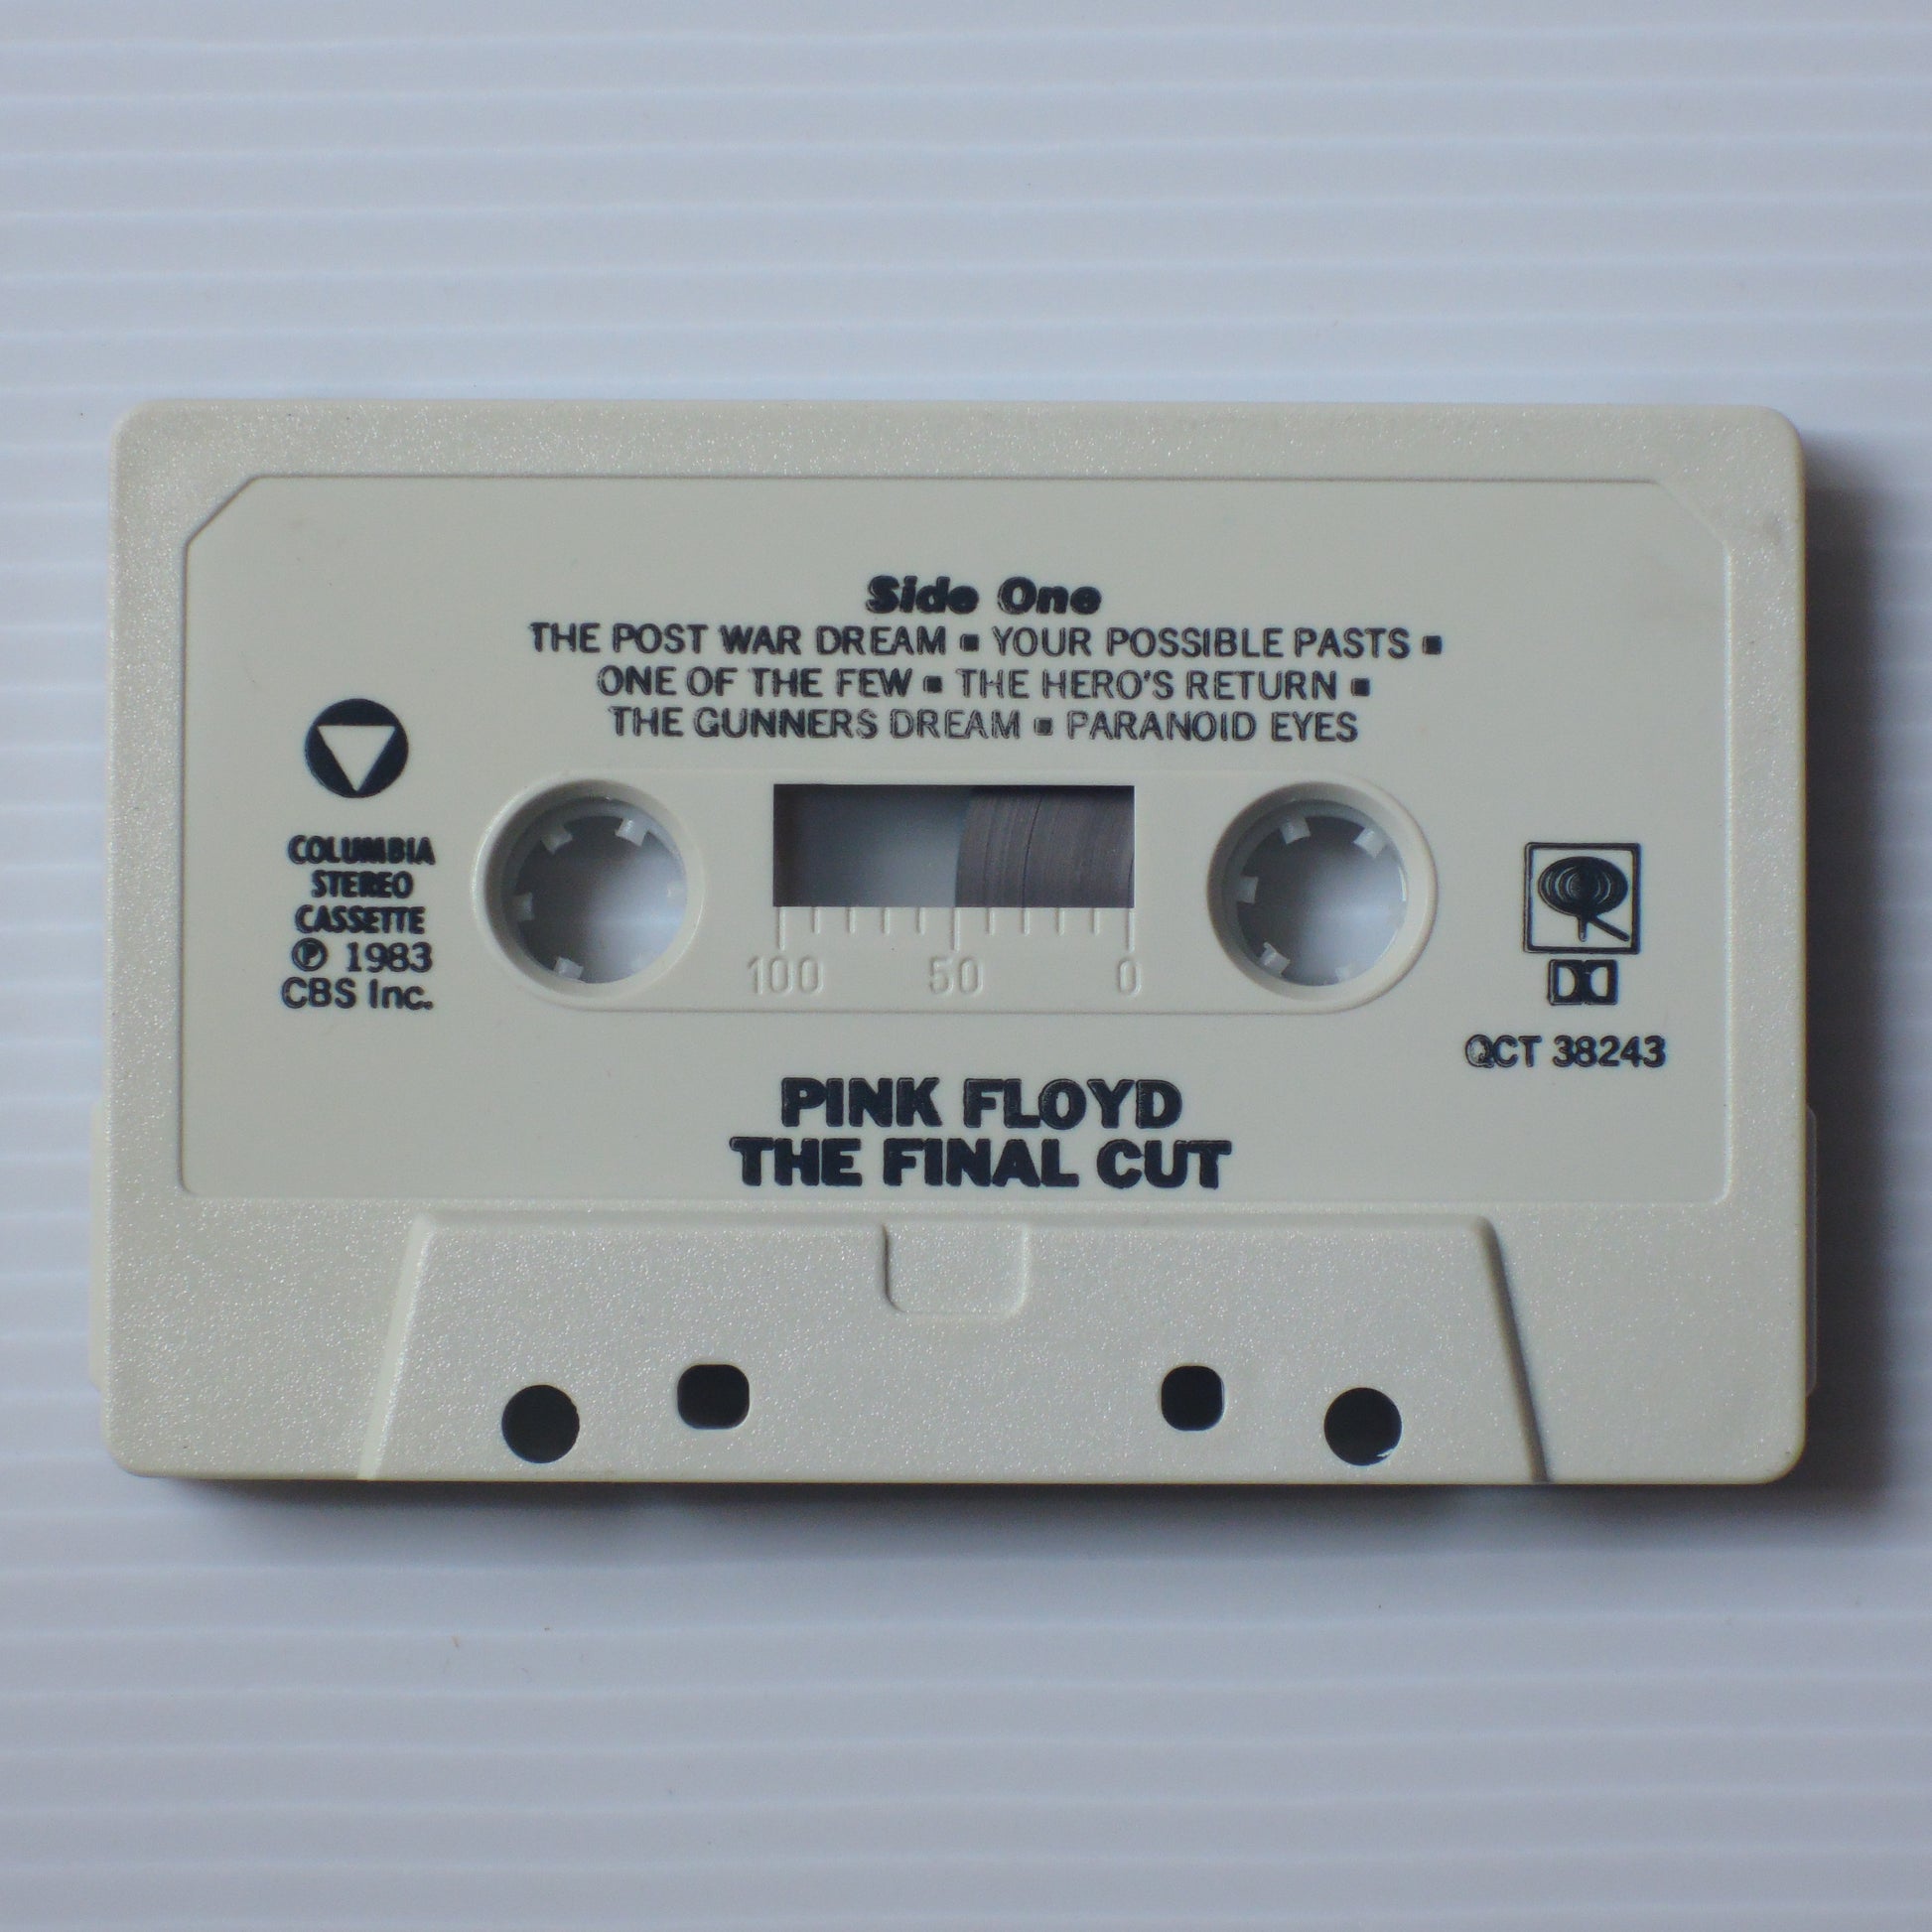 Side One
THE POST WAR DREAM ▪ YOUR POSSIBLE PASTS ▪
ONE OF THE FEW ▪ THE HERO'S RETURN ▪
THE GUNNERS DREAM ▪ PARANOID EYES
COLUMBIA
STEREO
CASSETTE
Ⓟ 1983
CBS Inc.
100 50 0
QCT 38243
PINK FLOYD
THE FINAL CUT